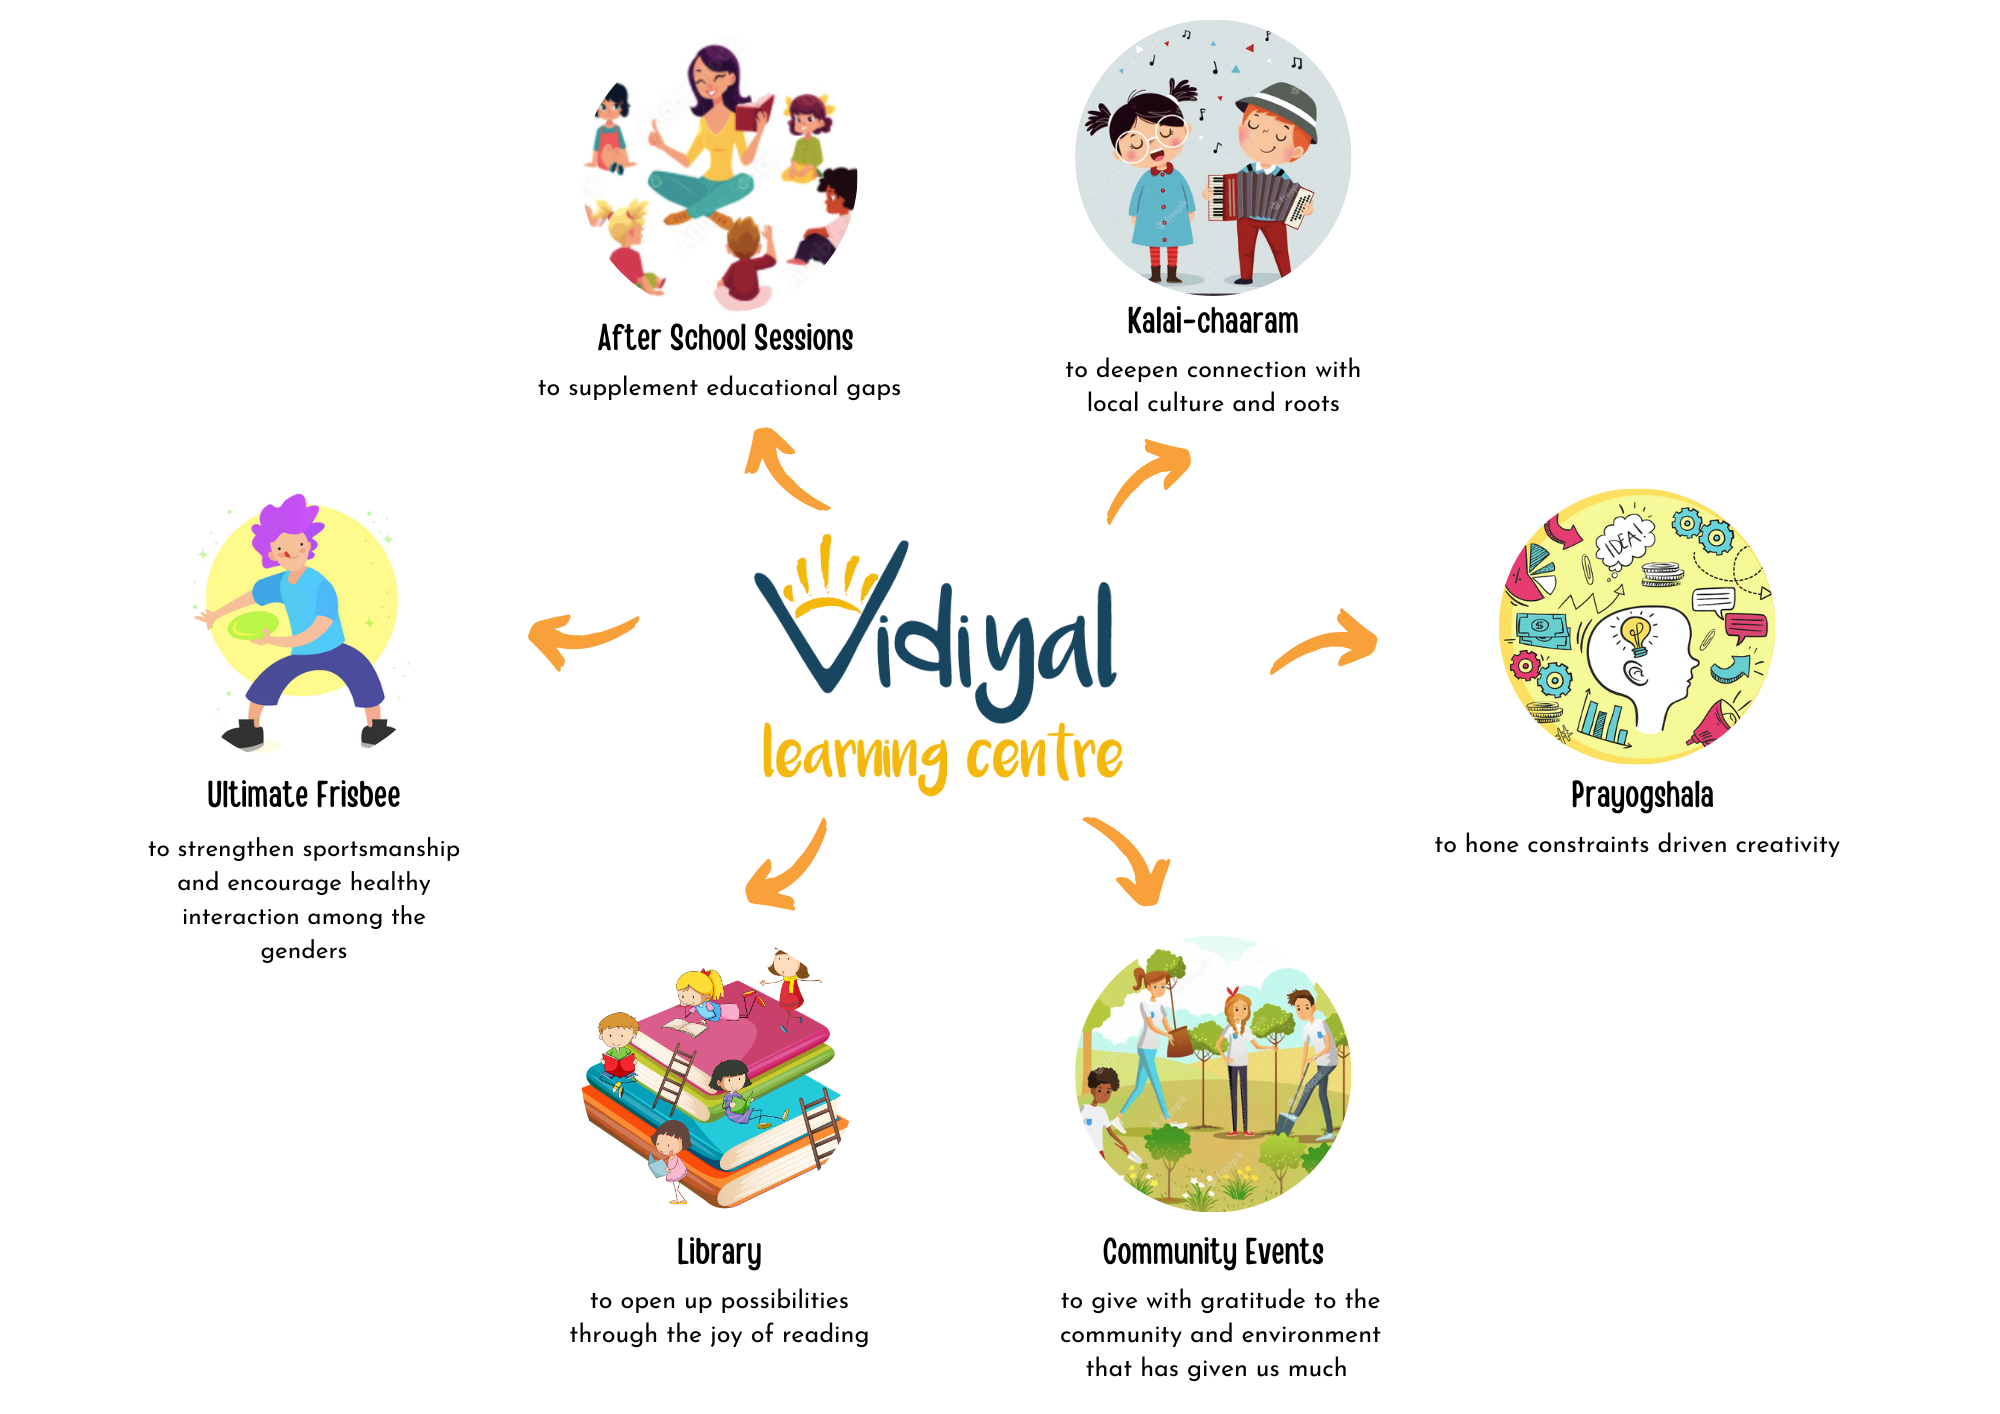 After School Sessions
to supplement educational gaps
Kalai-chaaram
to deepen connection with
local culture and roots
Ultimate Frisbee
to strengthen sportsmanship
and encourage healthy
interaction among the
genders
Vidiyal
learning centre
IDEA!
Prayogshala
to hone constraints driven creativity
Library
to open up possibilities
through the joy of reading
Community Events
to give with gratitude to the
community and environment
that has given us much